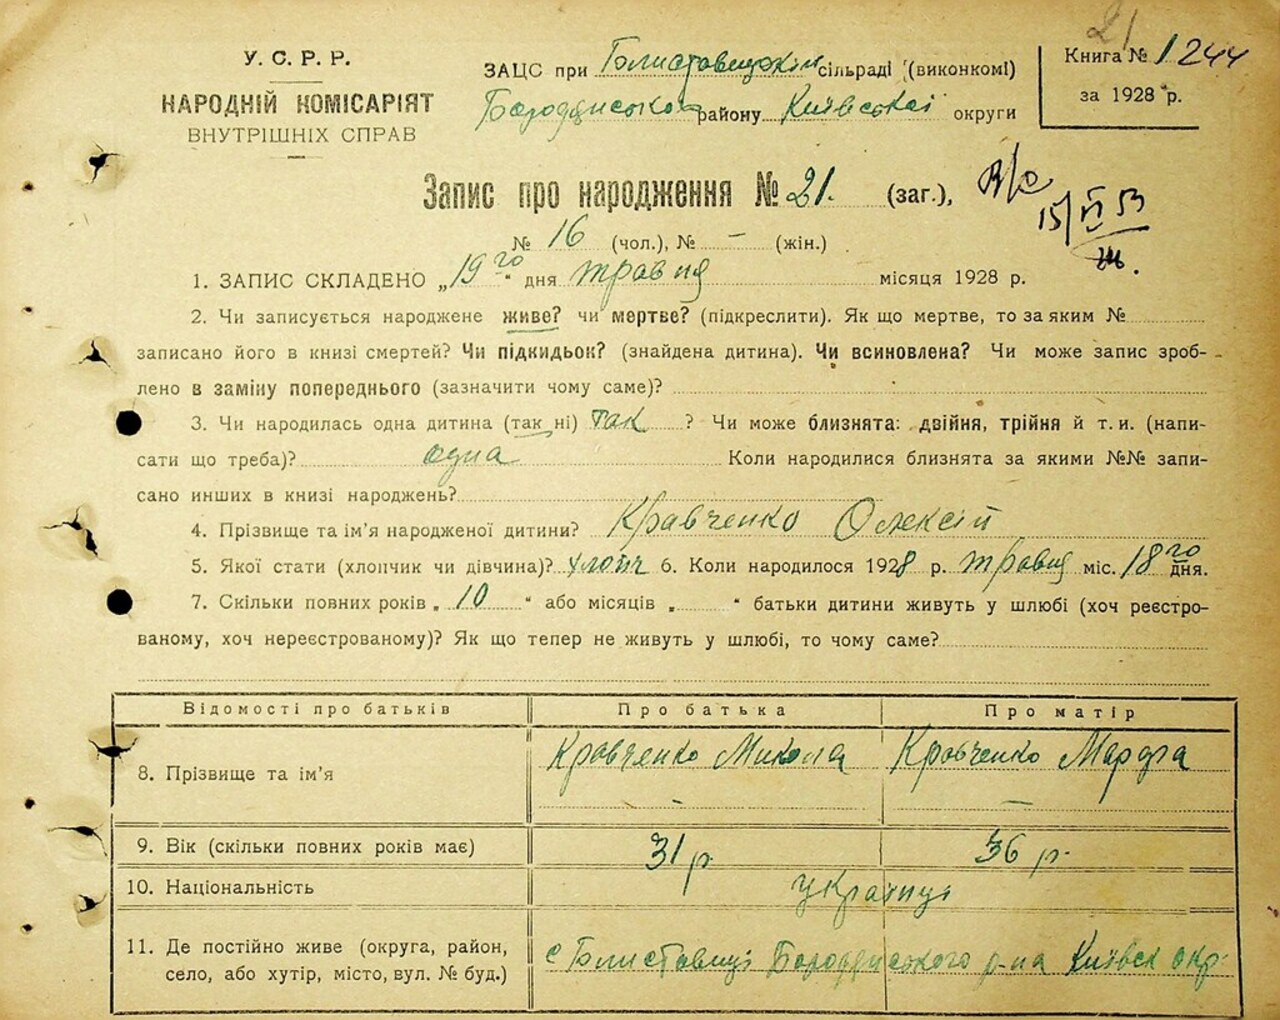 21
У. С. Р. Р.
НАРОДНІЙ КОМІСАРІЯТ
ВНУТРІШНІХ СПРАВ
ЗАЦС при Блиставицькім сільраді (виконкомі)
Бородянського району Київської округи
Книга № 1 244
за 1928 р.
Запис про народження № 21. (заг.),
15/VI 53
№ 16 (чол.), № – (жін.)
1. ЗАПИС СКЛАДЕНО „19го“ дня травня місяця 1928 р.
2. Чи записується народжене живе? чи мертве? (підкреслити). Як що мертве, то за яким №
записано його в книзі смертей? Чи підкидьок? (знайдена дитина). Чи всиновлена? Чи може запис зроб-
лено в заміну попереднього (зазначити чому саме)?
3. Чи народилась одна дитина (так ні) так ? Чи може близнята: двійня, трійня й т. и. (напи-
сати що треба)? одна Коли народилися близнята за якими №№ запи-
сано инших в книзі народжень?
4. Прізвище та ім’я народженої дитини? Кравченко Олексій
5. Якої стати (хлопчик чи дівчина)? хлопч 6. Коли народилося 1928 р. травня міс. 18го дня.
7. Скільки повних років „ 10 “ або місяців „ “ батьки дитини живуть у шлюбі (хоч реєстро-
ваному, хоч нереєстрованому)? Як що тепер не живуть у шлюбі, то чому саме?
Відомості про батьків Про батька Про матір
8. Прізвище та ім’я Кравченко Микола Кравченко Марфа
9. Вік (скільки повних років має) 31 р. 36 р.
10. Національність українці
11. Де постійно живе (округа, район,
село, або хутір, місто, вул. № буд.) с Блиставиці Бородянського р-на Київськ окр.